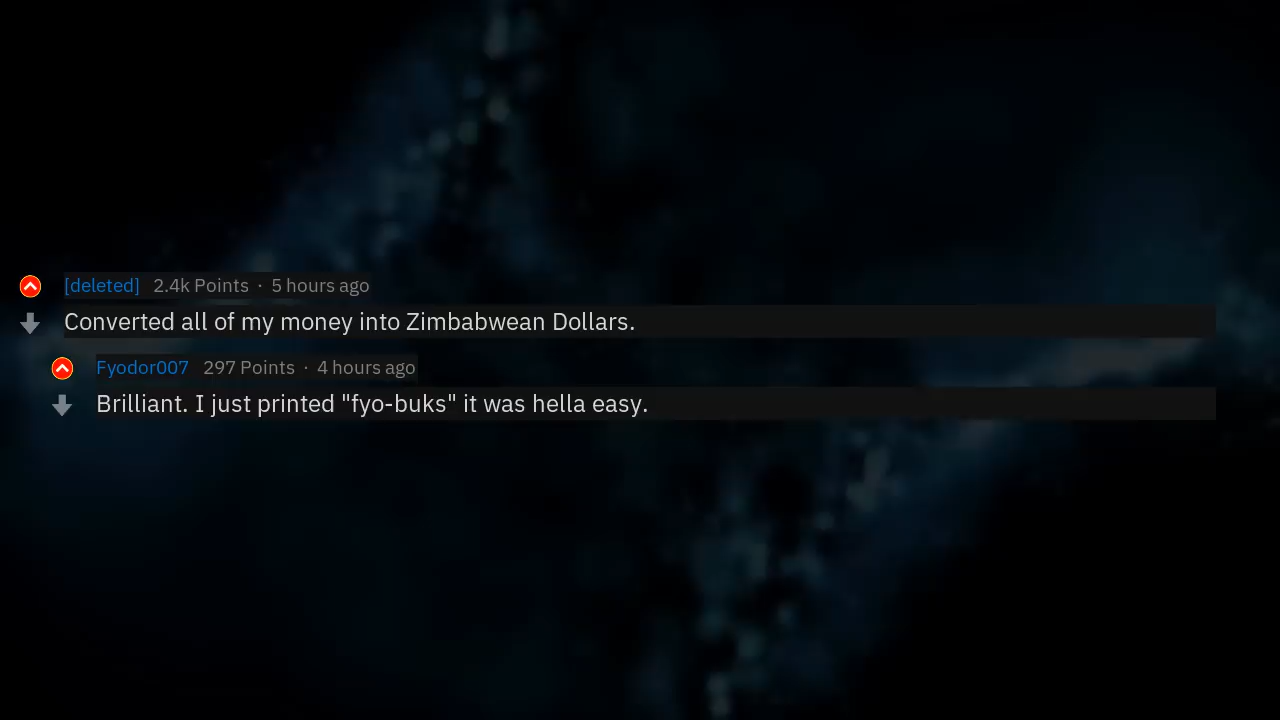 [deleted] 2.4k Points · 5 hours ago
Converted all of my money into Zimbabwean Dollars.
Fyodor007 297 Points · 4 hours ago
Brilliant. I just printed "fyo-buks" it was hella easy.